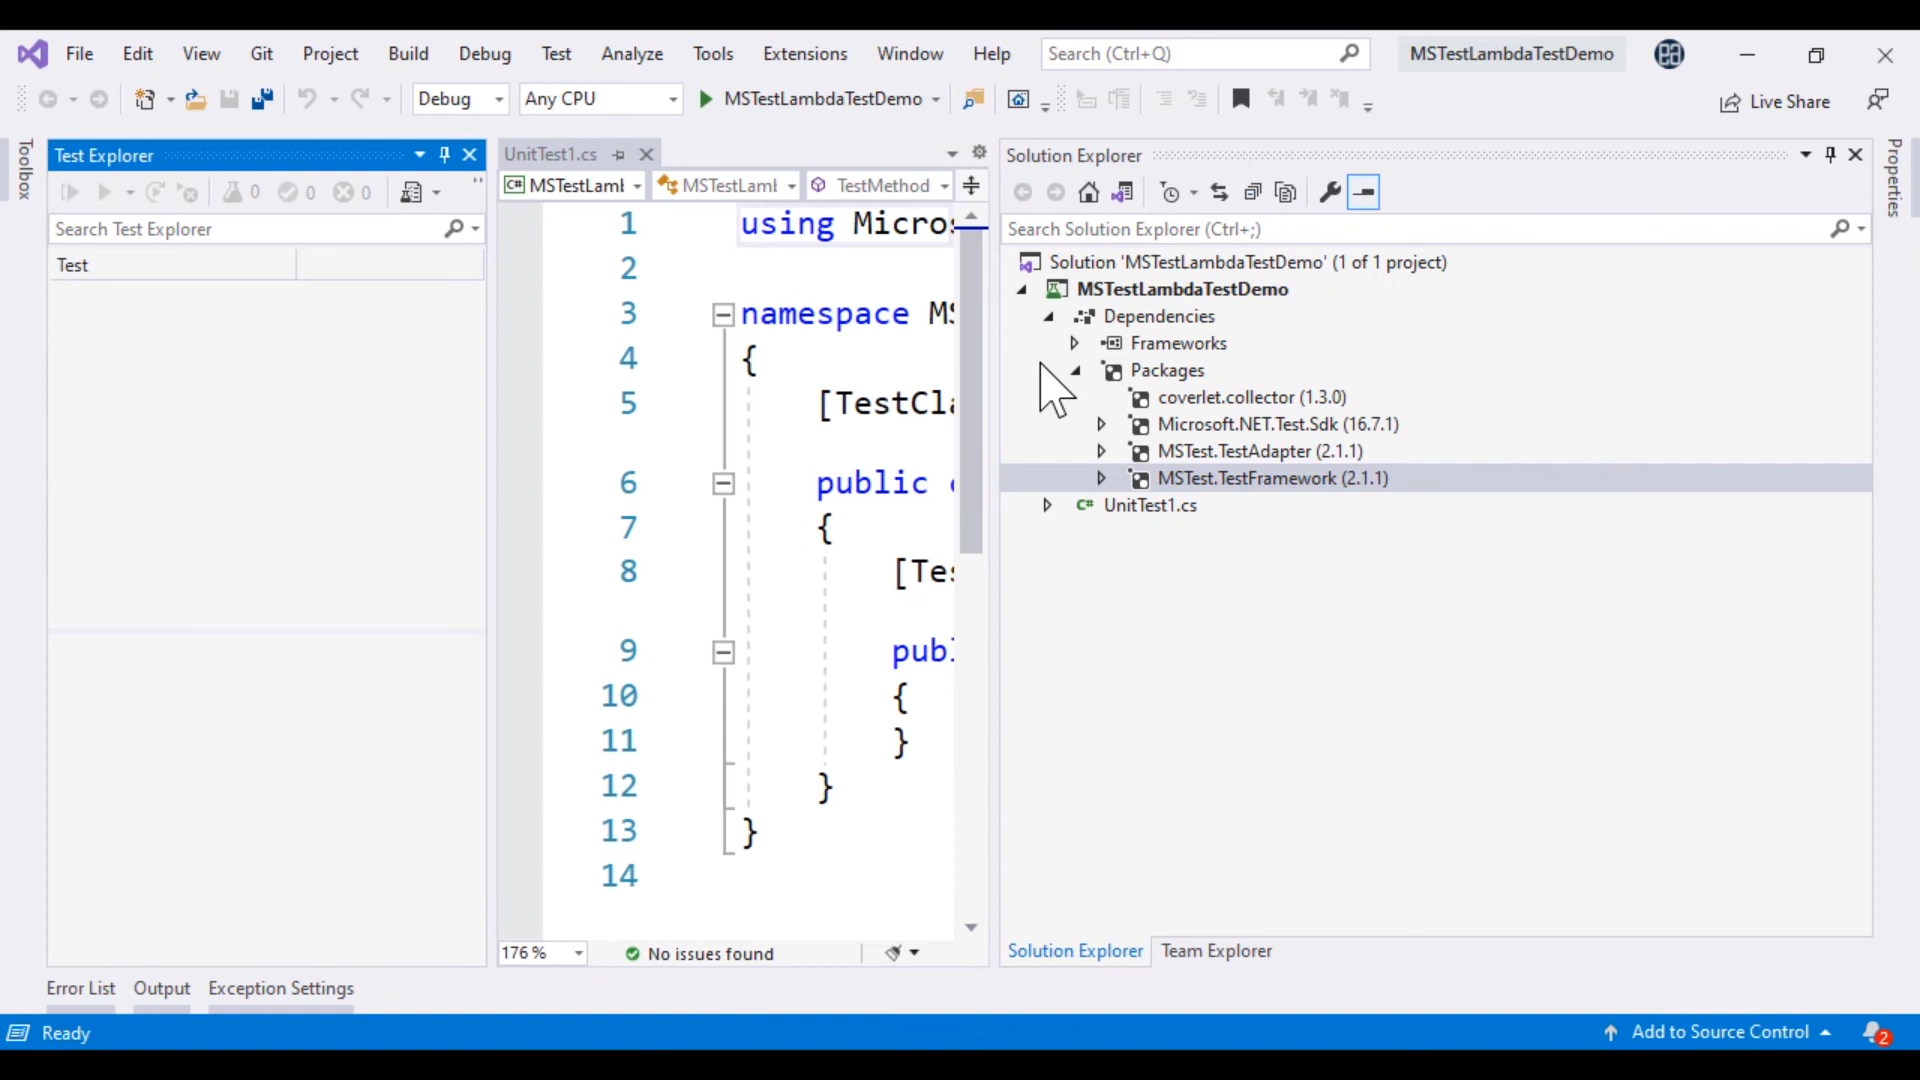 File Edit View Git Project Build Debug Test Analyze Tools Extensions Window Help Search (Ctrl+Q) MSTestLambdaTestDemo
Debug Any CPU MSTestLambdaTestDemo Live Share
Toolbox
Test Explorer
0 0 0
Search Test Explorer
Test
UnitTest1.cs
MSTestLaml MSTestLaml TestMethod
1 using Micros
2
3 namespace MS
4 {
5 [TestCla
6 public c
7 {
8 [Tes
9 publ
10 {
11 }
12 }
13 }
14
176 % No issues found
Solution Explorer
Search Solution Explorer (Ctrl+;)
Solution 'MSTestLambdaTestDemo' (1 of 1 project)
MSTestLambdaTestDemo
Dependencies
Frameworks
Packages
coverlet.collector (1.3.0)
Microsoft.NET.Test.Sdk (16.7.1)
MSTest.TestAdapter (2.1.1)
MSTest.TestFramework (2.1.1)
C# UnitTest1.cs
Solution Explorer Team Explorer
Properties
Error List Output Exception Settings
Ready Add to Source Control 2